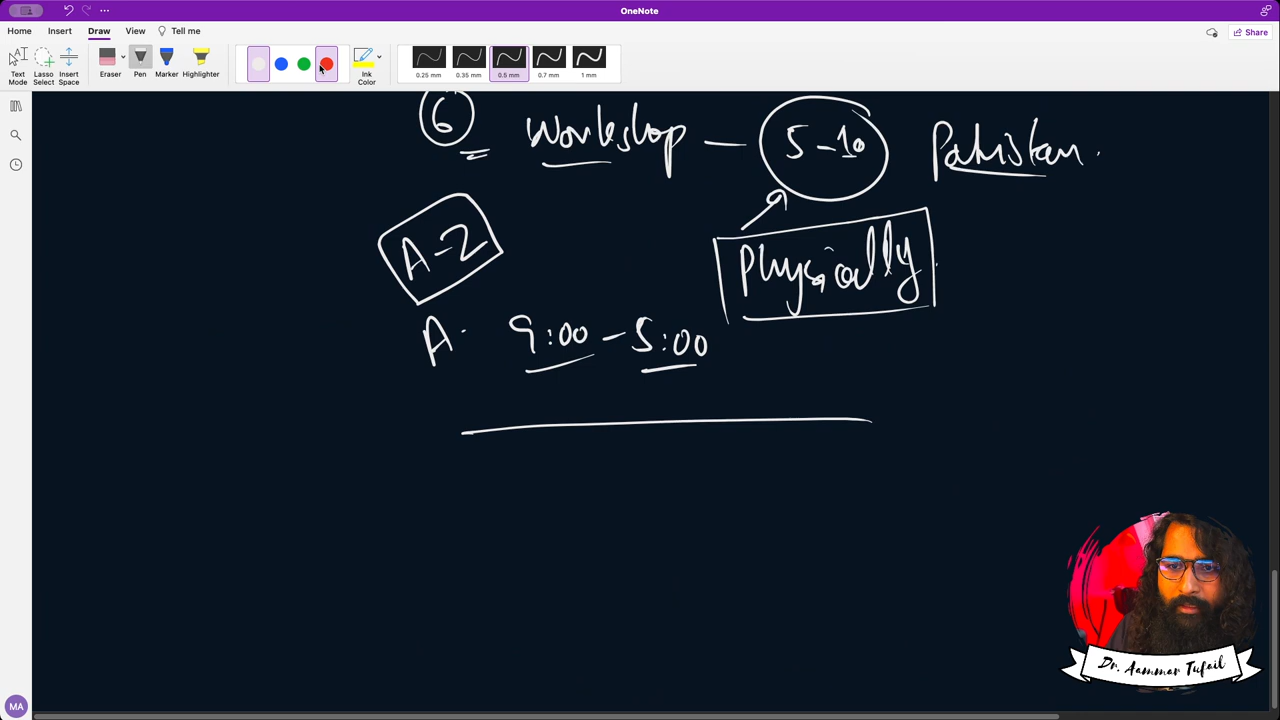 OneNote
Home Insert Draw View Tell me Share
Text Mode Lasso Select Insert Space Eraser Pen Marker Highlighter Ink Color 0.25 mm 0.35 mm 0.5 mm 0.7 mm 1 mm
6 Workshop — 5-10 Pakistan.
A-Z Physically
A. 9:00 - 5:00
Dr. Aammar Tufail
MA